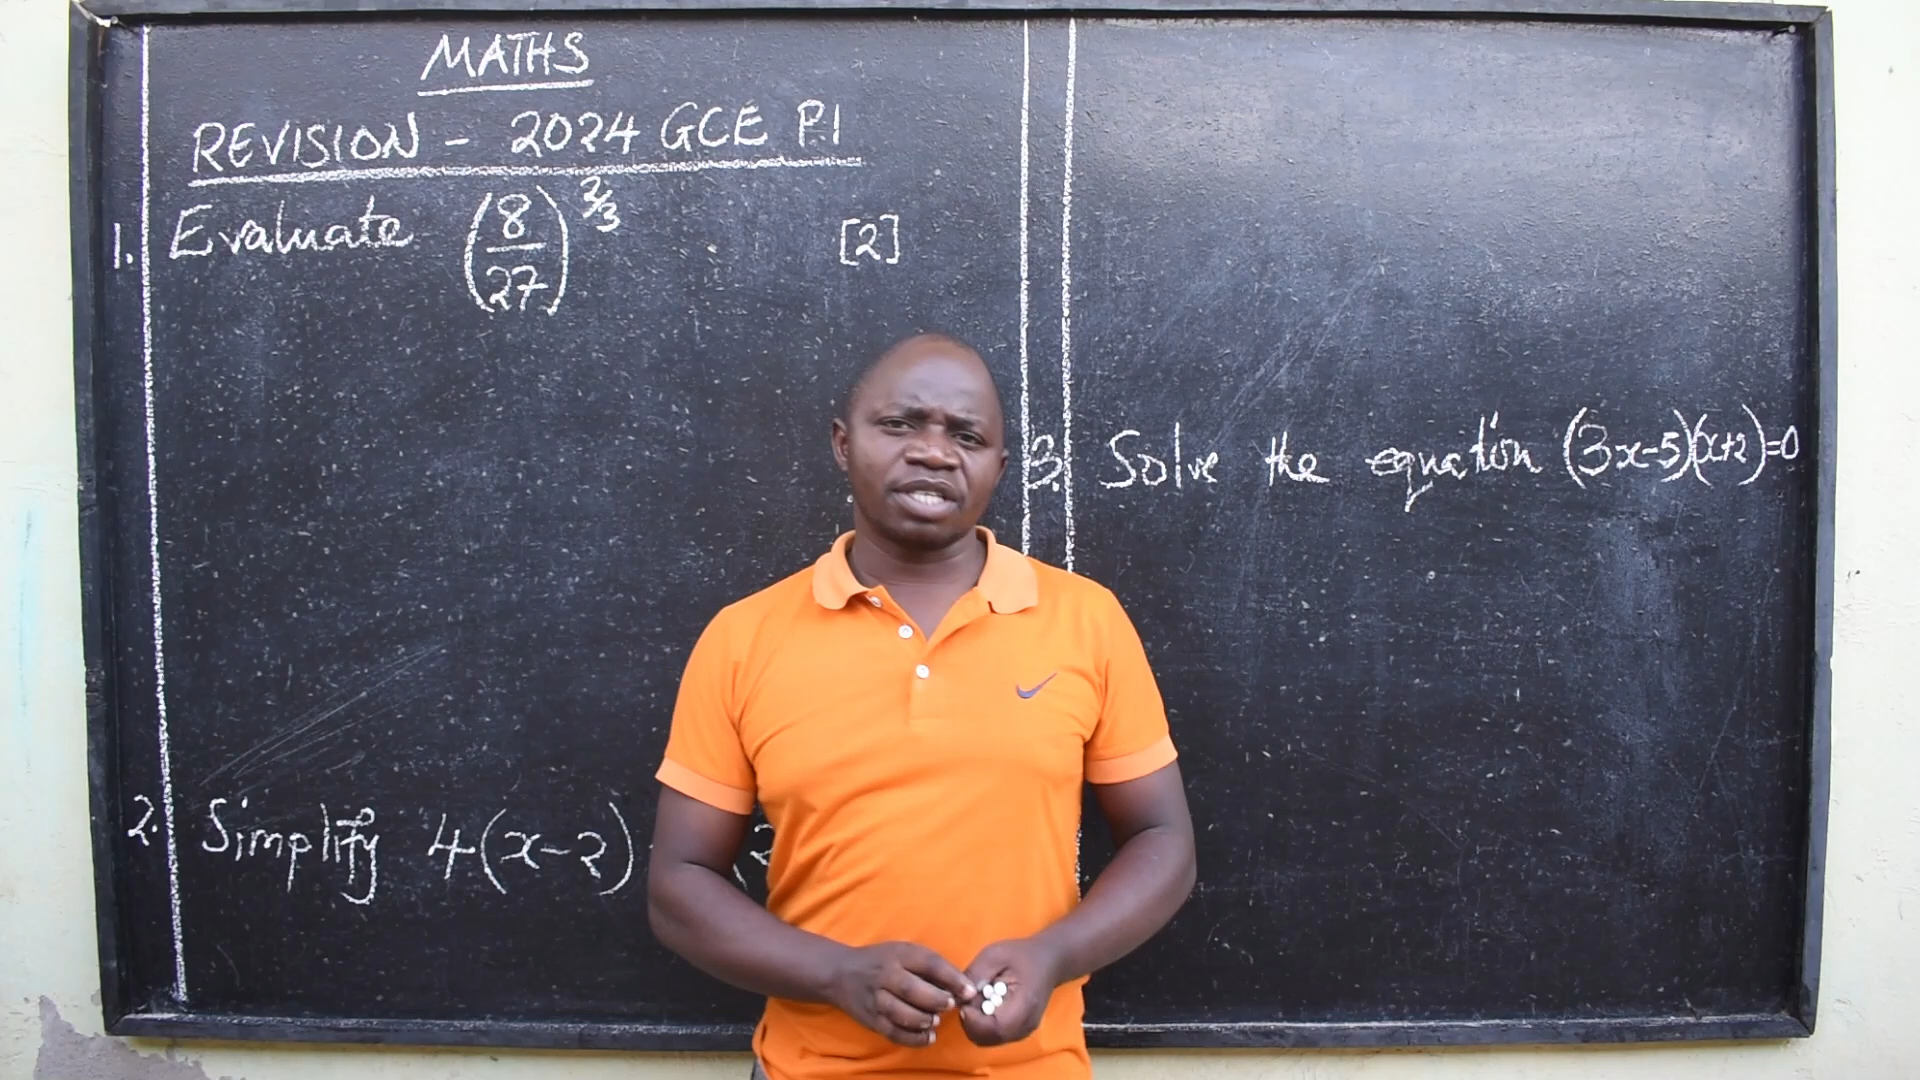 MATHS
REVISION - 2024 GCE P.1
1. Evaluate (8/27)^2/3 [2]
2. Simplify 4(x-2)
3. Solve the equation (3x-5)(x+2)=0